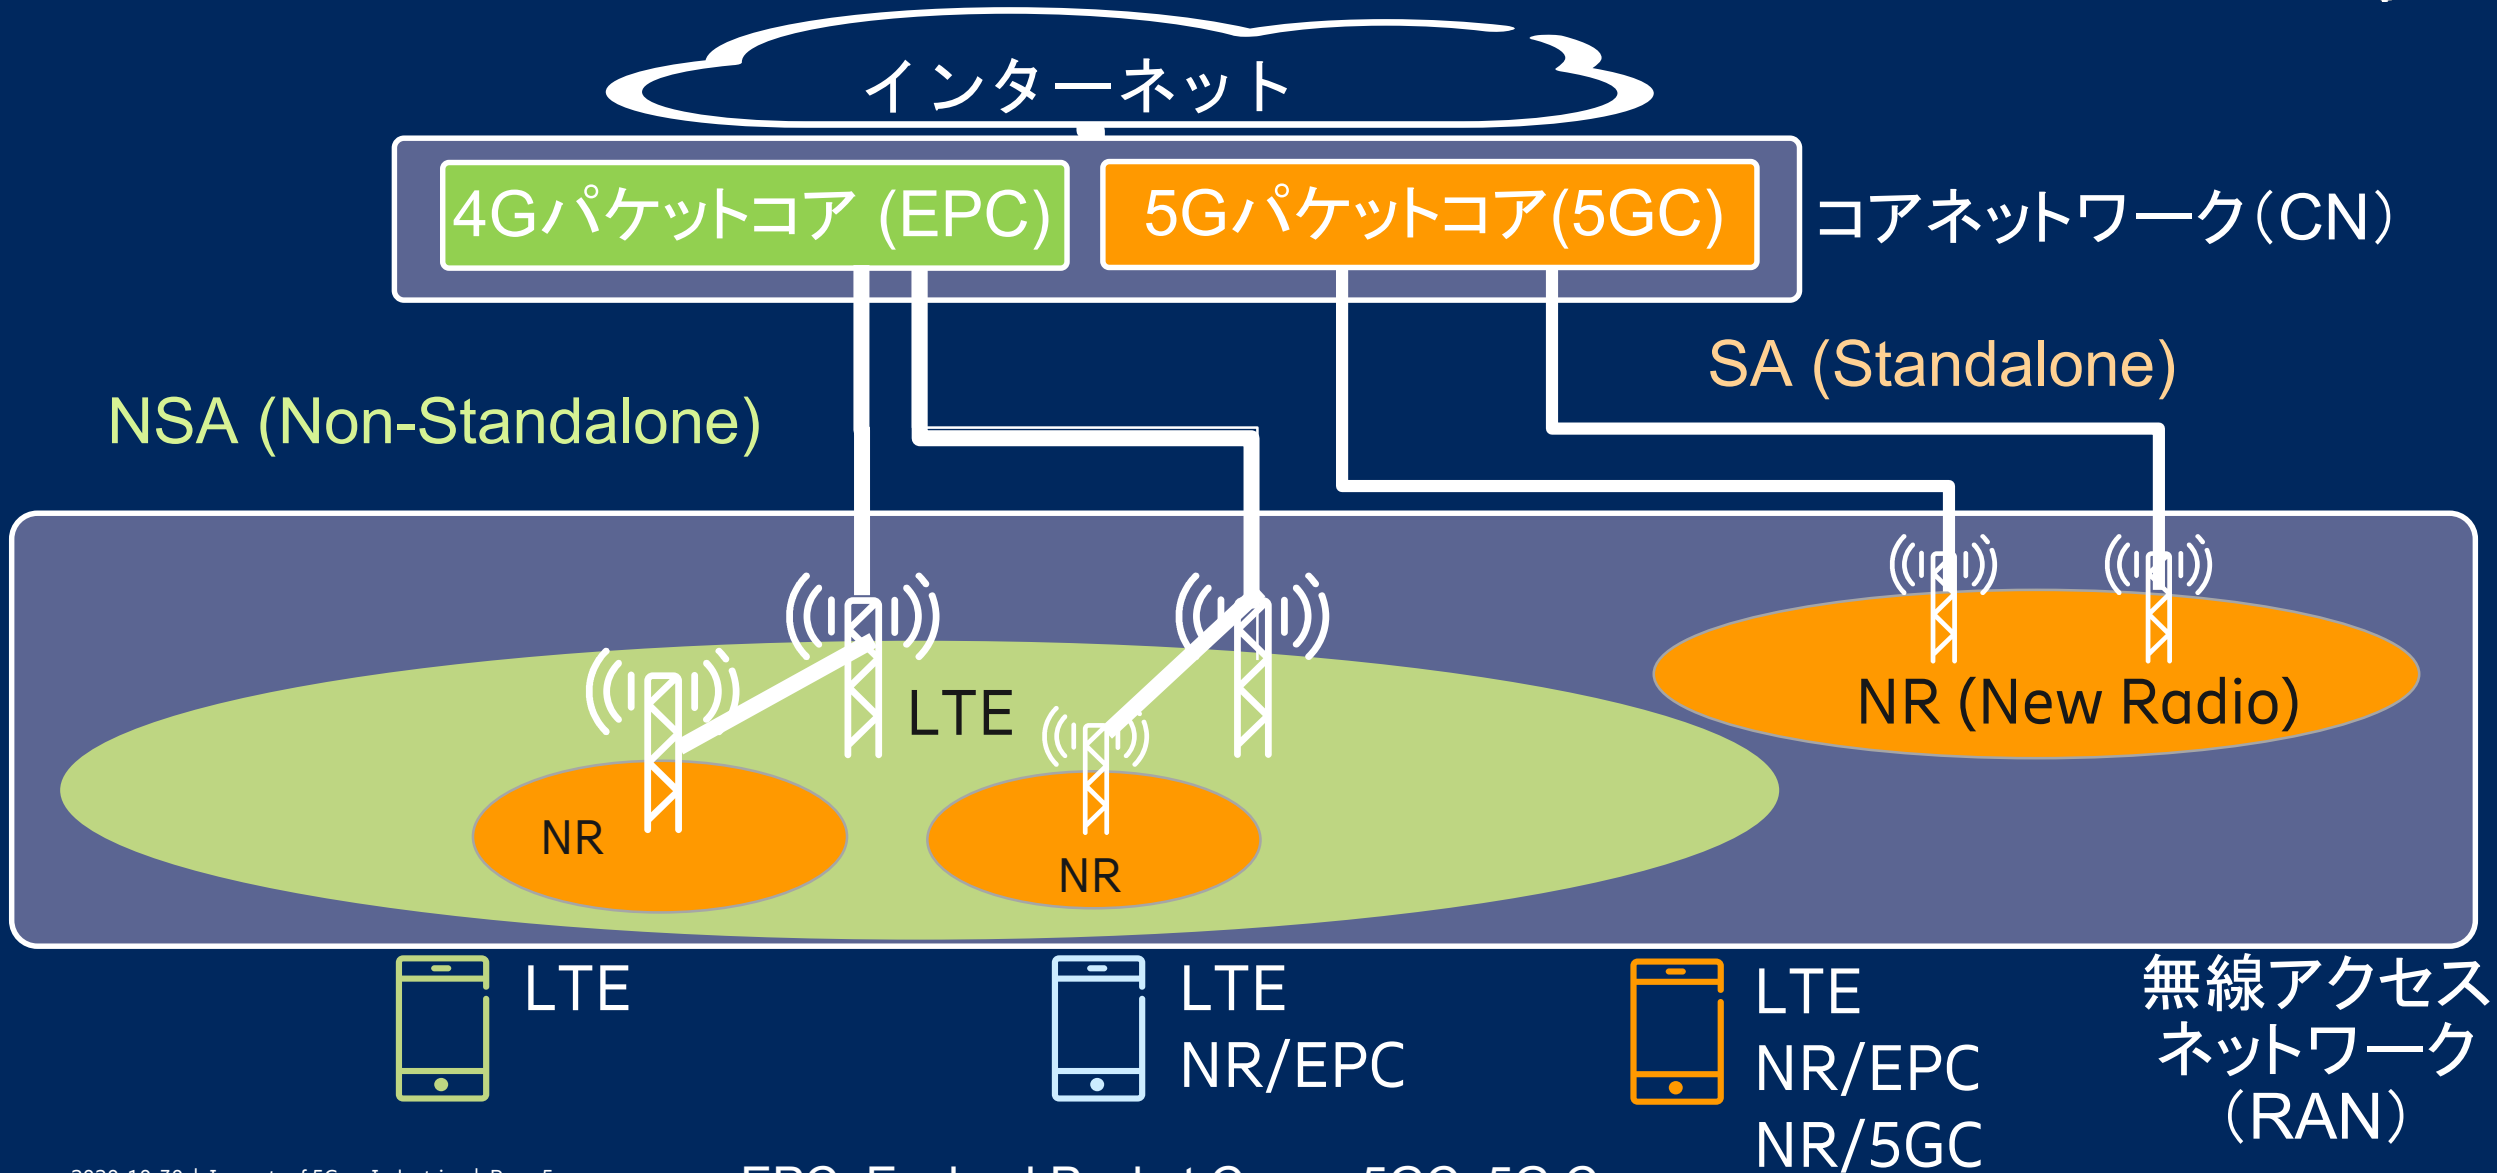 インターネット
4Gパケットコア (EPC)
5Gパケットコア(5GC)
コアネットワーク(CN)
SA (Standalone)
NSA (Non-Standalone)
LTE
NR (New Radio)
NR
NR
LTE
LTE
NR/EPC
LTE
NR/EPC
NR/5GC
無線アクセス
ネットワーク
(RAN)